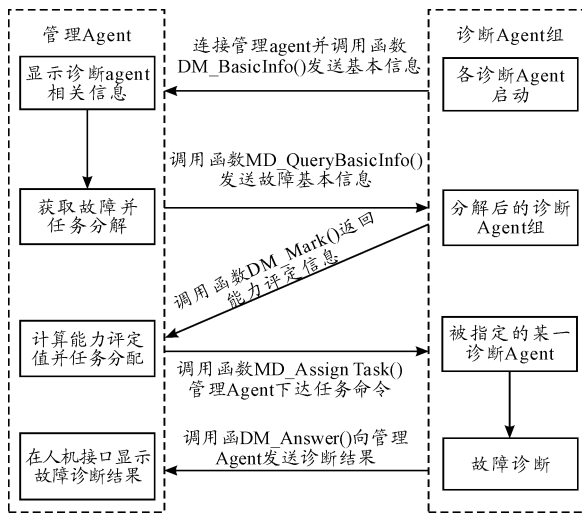 管理Agent
诊断Agent组
连接管理agent并调用函数
DM_BasicInfo()发送基本信息
显示诊断agent
相关信息
各诊断Agent
启动
调用函数MD_QueryBasicInfo()
发送故障基本信息
获取故障并
任务分解
分解后的诊断
Agent组
调用函数DM_Mark()返回
能力评定信息
计算能力评定
值并任务分配
被指定的某一
诊断Agent
调用函数MD_Assign Task()
管理Agent下达任务命令
调用函DM_Answer()向管理
Agent发送诊断结果
在人机接口显示
故障诊断结果
故障诊断